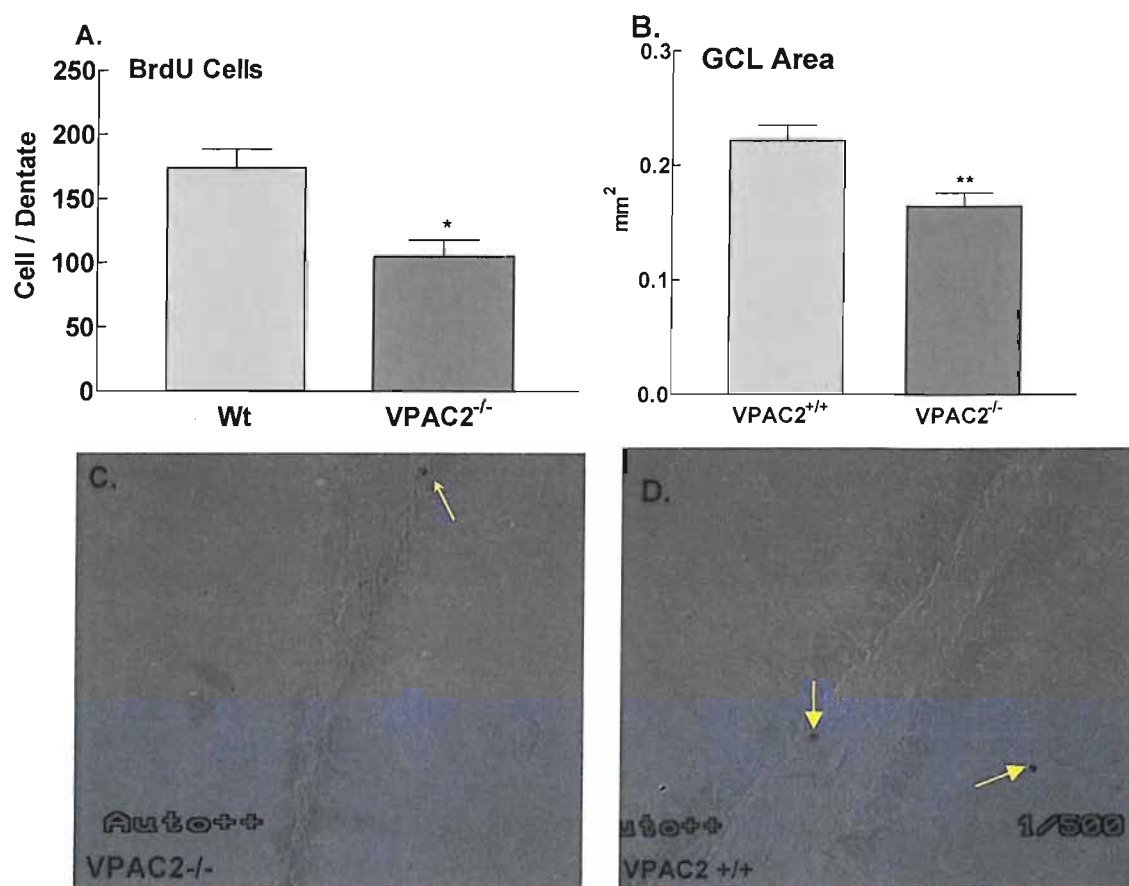 A.
BrdU Cells
250
200
150
100
50
0
Cell / Dentate
*
Wt
VPAC2-/-
B.
GCL Area
0.3
0.2
0.1
0.0
mm2
**
VPAC2+/+
VPAC2-/-
C.
Auto++
VPAC2-/-
D.
uto++
1/500
VPAC2 +/+